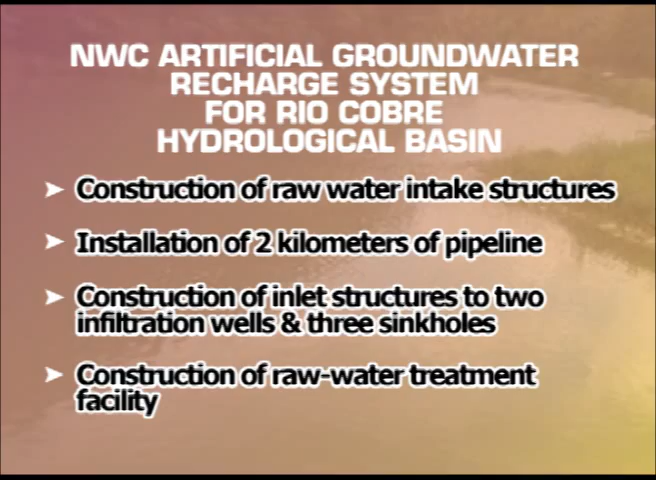 NWC ARTIFICIAL GROUNDWATER
RECHARGE SYSTEM
FOR RIO COBRE
HYDROLOGICAL BASIN
➤ Construction of raw water intake structures
➤ Installation of 2 kilometers of pipeline
➤ Construction of inlet structures to two
infiltration wells & three sinkholes
➤ Construction of raw-water treatment
facility